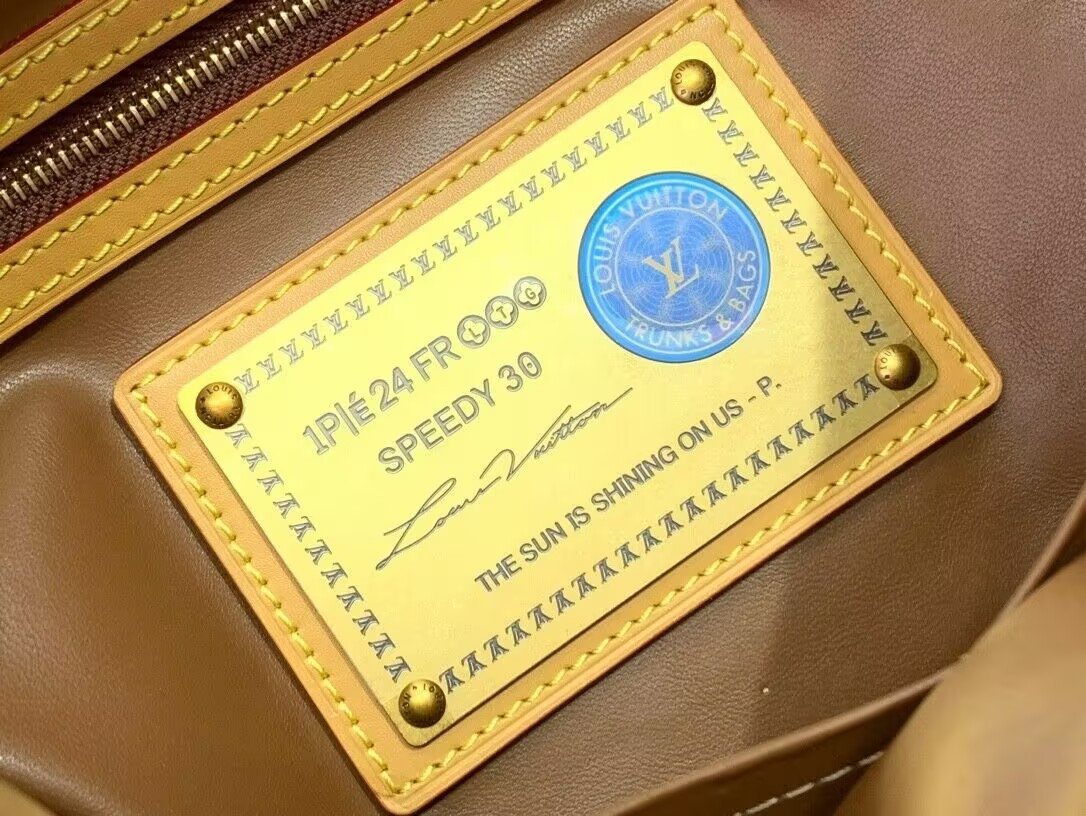 LOUIS VUITTON
LV
TRUNKS & BAGS
1P|É 24 FR L T G
SPEEDY 30
Louis Vuitton
THE SUN IS SHINING ON US - P.